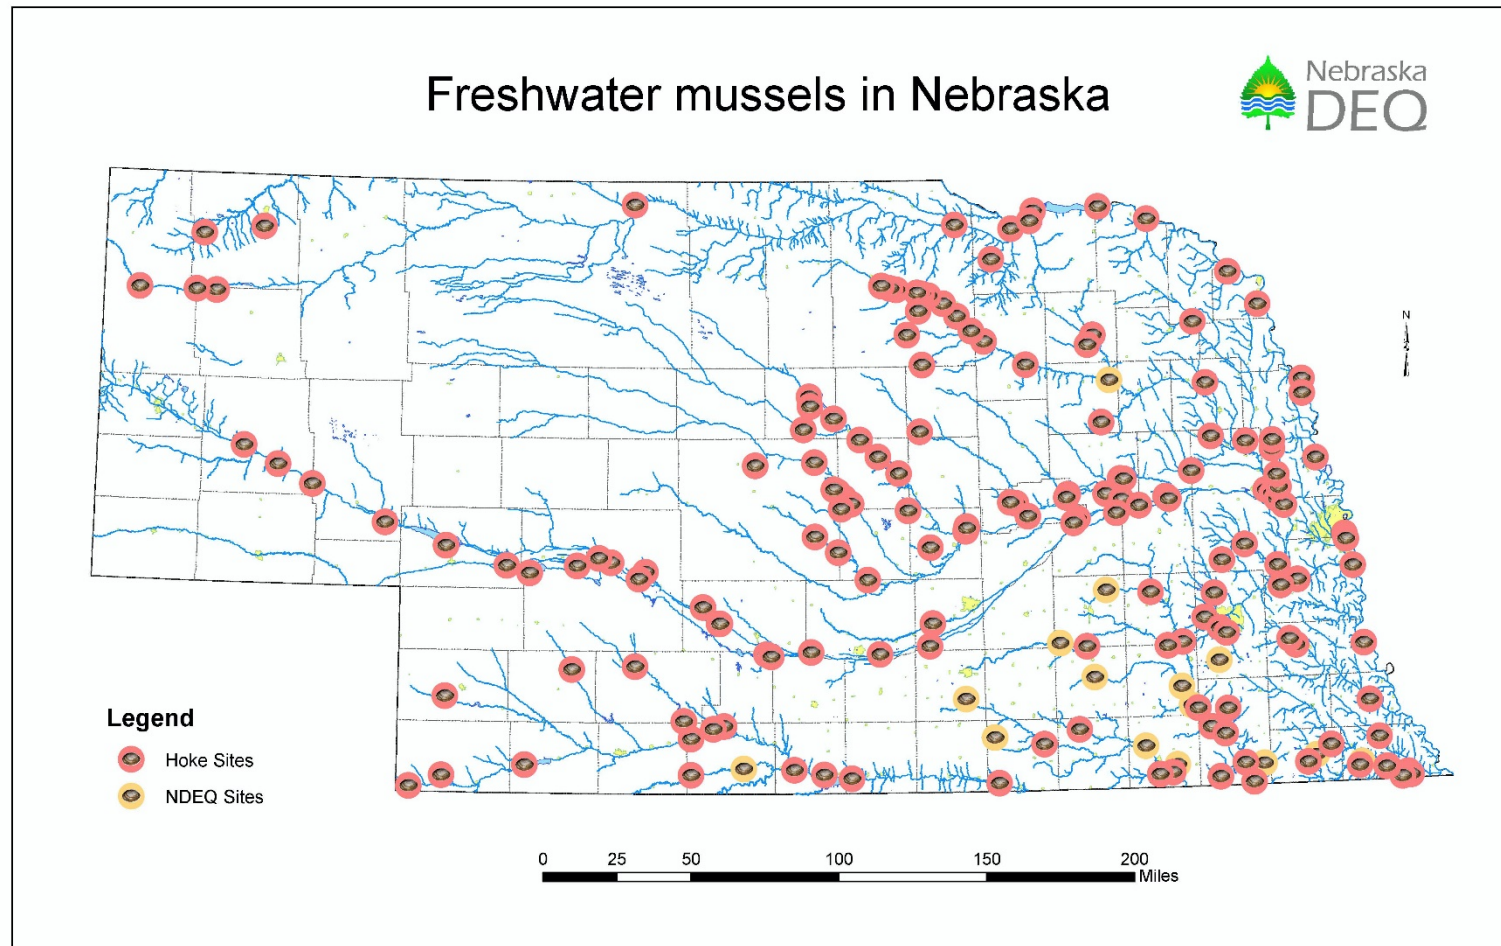 Freshwater mussels in Nebraska
Nebraska
DEQ
N
Legend
Hoke Sites
NDEQ Sites
0 25 50 100 150 200
Miles